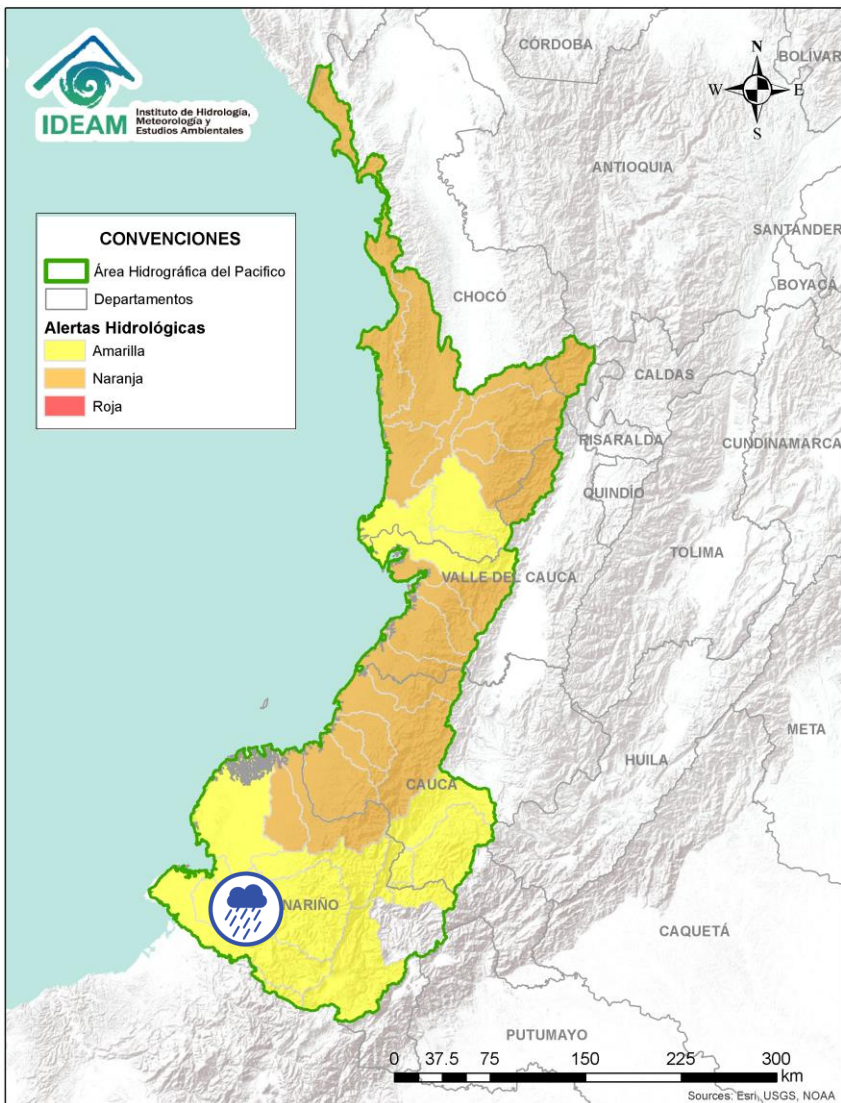 IDEAM
Instituto de Hidrología,
Meteorología y
Estudios Ambientales
CÓRDOBA
BOLÍVAR
N
W
E
S
ANTIOQUIA
SANTANDER
BOYACÁ
CONVENCIONES
Área Hidrográfica del Pacifico
Departamentos
Alertas Hidrológicas
Amarilla
Naranja
Roja
CHOCÓ
CALDAS
RISARALDA
CUNDINAMARCA
QUINDÍO
TOLIMA
VALLE DEL CAUCA
META
HUILA
CAUCA
NARIÑO
CAQUETÁ
PUTUMAYO
0 37.5 75 150 225 300
km
Sources: Esri, USGS, NOAA